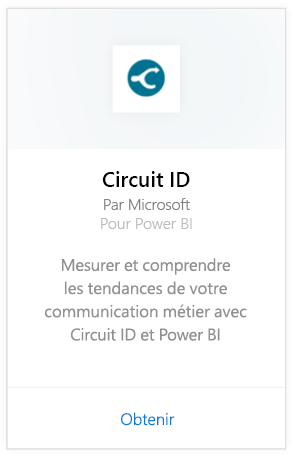 Circuit ID
Par Microsoft
Pour Power BI
Mesurer et comprendre
les tendances de votre
communication métier avec
Circuit ID et Power BI
Obtenir